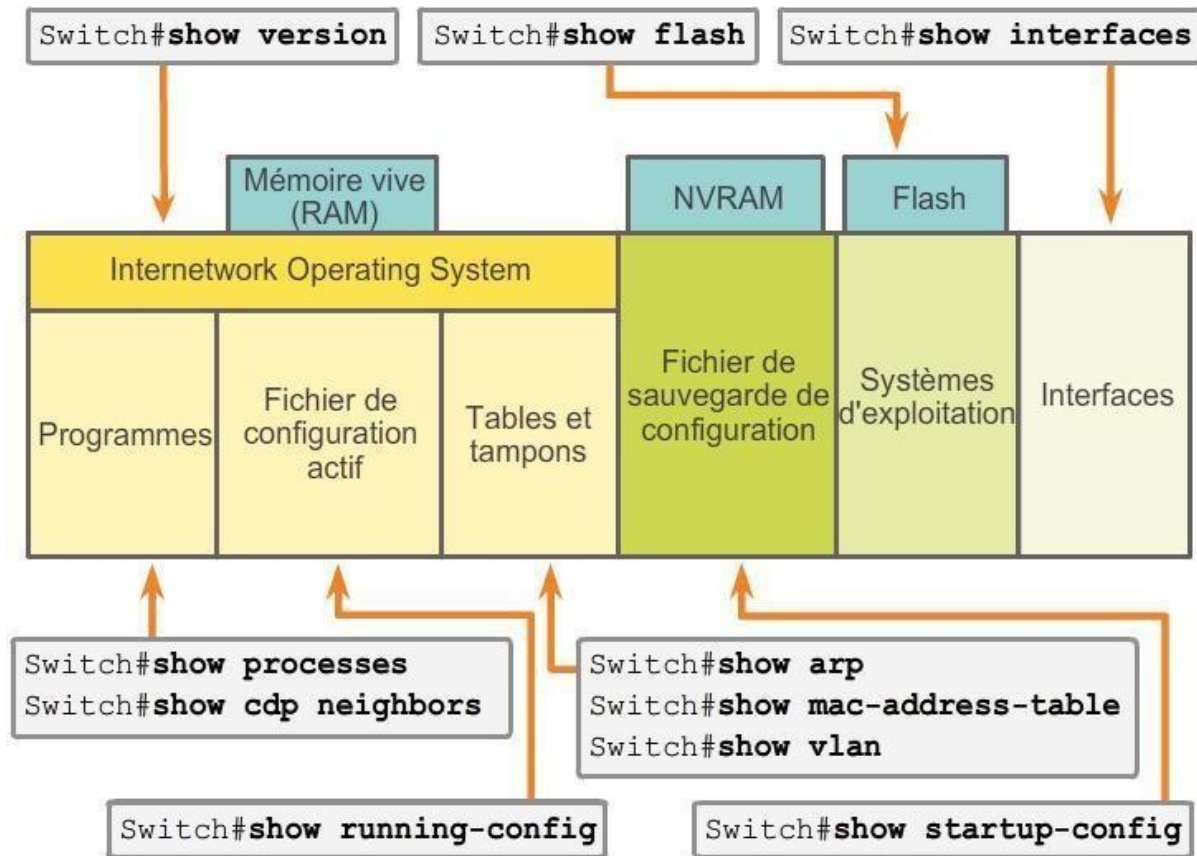 Switch#show version
Switch#show flash
Switch#show interfaces
Mémoire vive
(RAM)
NVRAM
Flash
Internetwork Operating System
Programmes
Fichier de
configuration
actif
Tables et
tampons
Fichier de
sauvegarde de
configuration
Systèmes
d'exploitation
Interfaces
Switch#show processes
Switch#show cdp neighbors
Switch#show arp
Switch#show mac-address-table
Switch#show vlan
Switch#show running-config
Switch#show startup-config